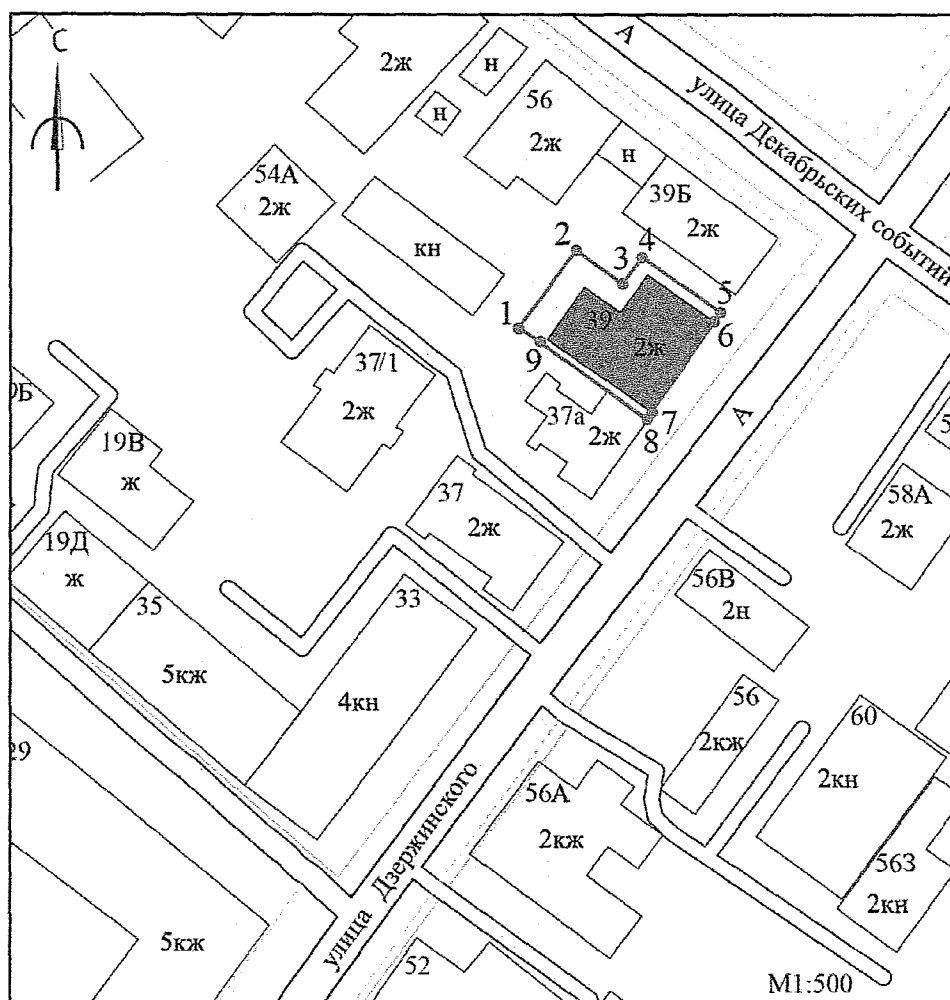 С
А
улица Декабрьских событий
2ж
н
н
56
2ж
н
39Б
2ж
54А
2ж
кн
2
3
4
5
6
1
9
39
2ж
7
8
37а
2ж
А
37/1
2ж
19В
ж
37
2ж
58А
2ж
19Д
ж
35
5кж
33
4кн
56В
2н
56
2кж
60
2кн
29
56А
2кж
563
2кн
улица Дзержинского
5кж
52
М1:500